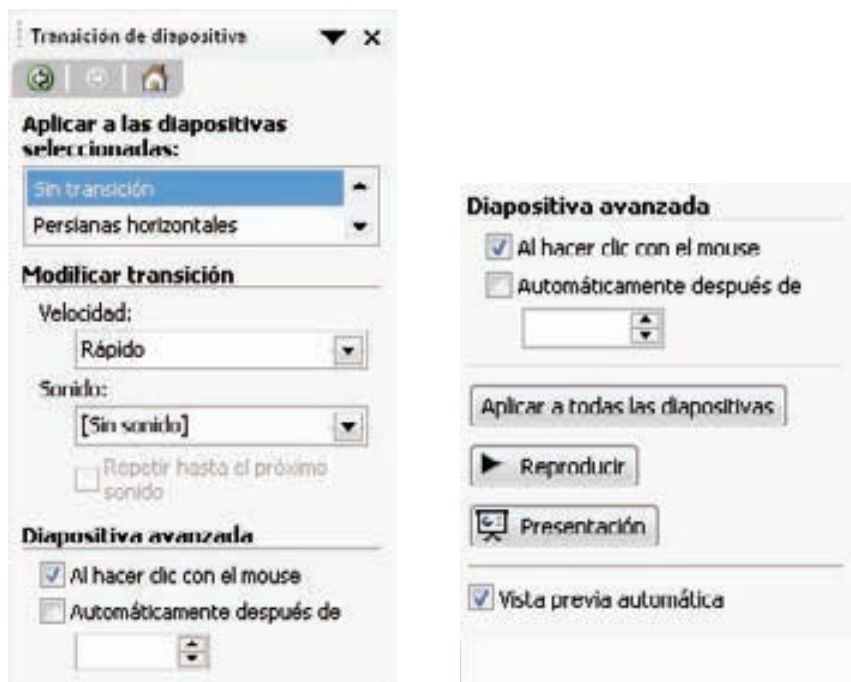 Transición de diapositiva
Aplicar a las diapositivas
seleccionadas:
Sin transición
Persianas horizontales
Modificar transición
Velocidad:
Rápido
Sonido:
[Sin sonido]
Repetir hasta el próximo
sonido
Diapositiva avanzada
Al hacer clic con el mouse
Automáticamente después de
Diapositiva avanzada
Al hacer clic con el mouse
Automáticamente después de
Aplicar a todas las diapositivas
Reproducir
Presentación
Vista previa automática